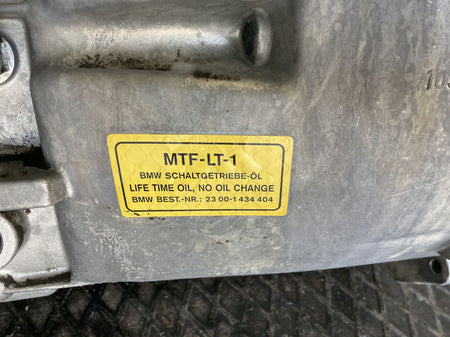 MTF-LT-1
BMW SCHALTGETRIEBE-ÖL
LIFE TIME OIL, NO OIL CHANGE
BMW BEST.-NR.: 23 00-1 434 404